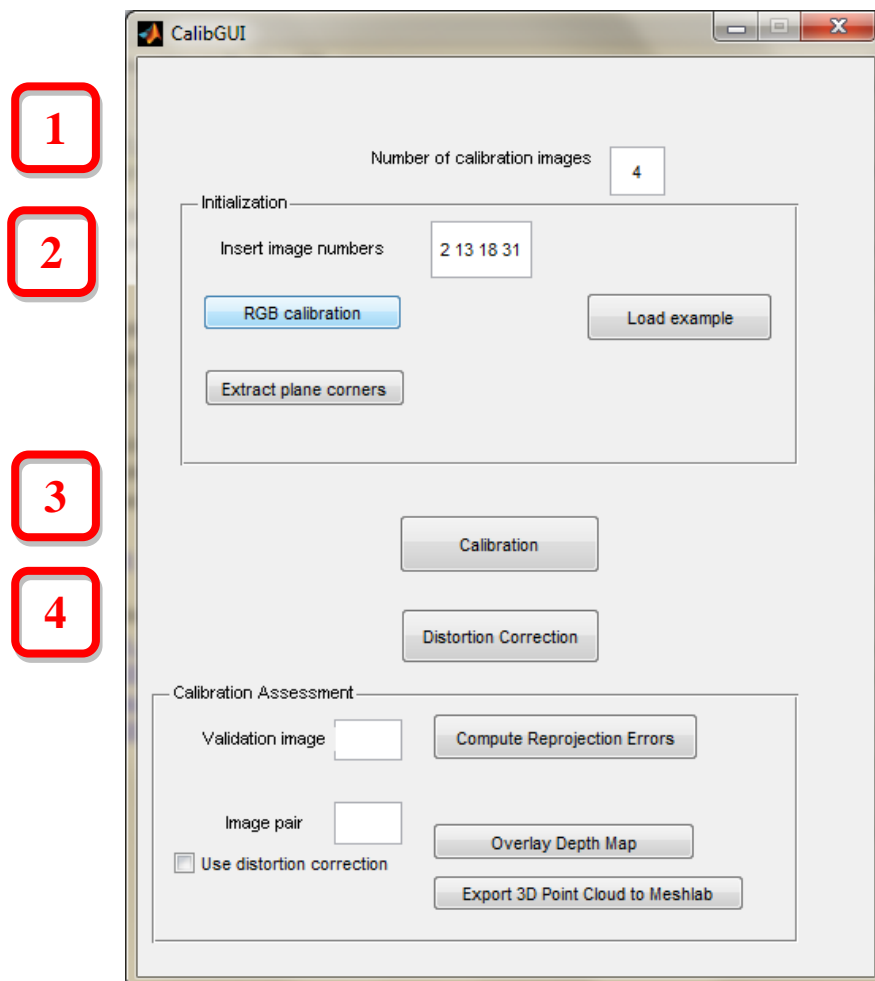 CalibGUI
1
Number of calibration images 4
Initialization
2
Insert image numbers 2 13 18 31
RGB calibration
Load example
Extract plane corners
3
Calibration
4
Distortion Correction
Calibration Assessment
Validation image
Compute Reprojection Errors
Image pair
Overlay Depth Map
Use distortion correction
Export 3D Point Cloud to Meshlab